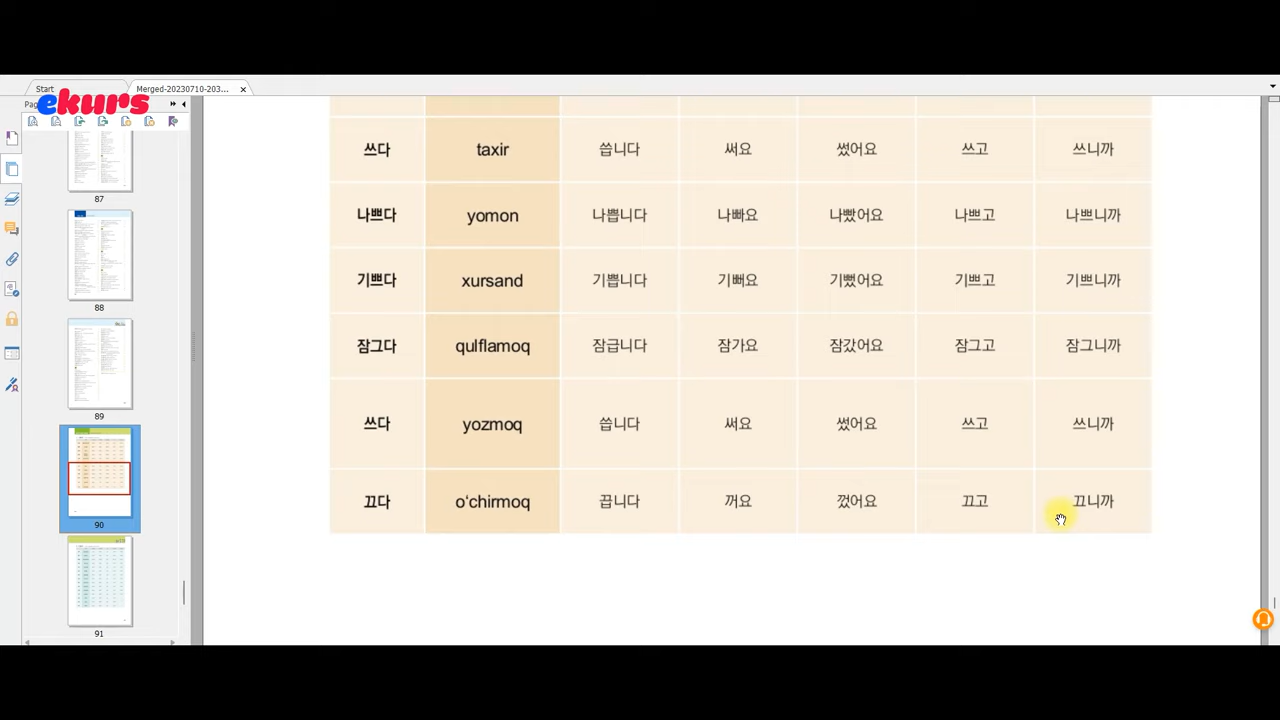 Start
Merged-20230710-203...
ekurs
87
쓰다 taxir 씁니다 써요 썼어요 쓰고 쓰니까
나쁘다 yomon 나쁩니다 나빠요 나빴어요 나쁘고 나쁘니까
기쁘다 xursand 기쁩니다 기뻐요 기뻤어요 기쁘고 기쁘니까
88
잠그다 qulflamoq 잠급니다 잠가요 잠갔어요 잠그고 잠그니까
89
쓰다 yozmoq 씁니다 써요 썼어요 쓰고 쓰니까
끄다 o‘chirmoq 끕니다 꺼요 껐어요 끄고 끄니까
90
91